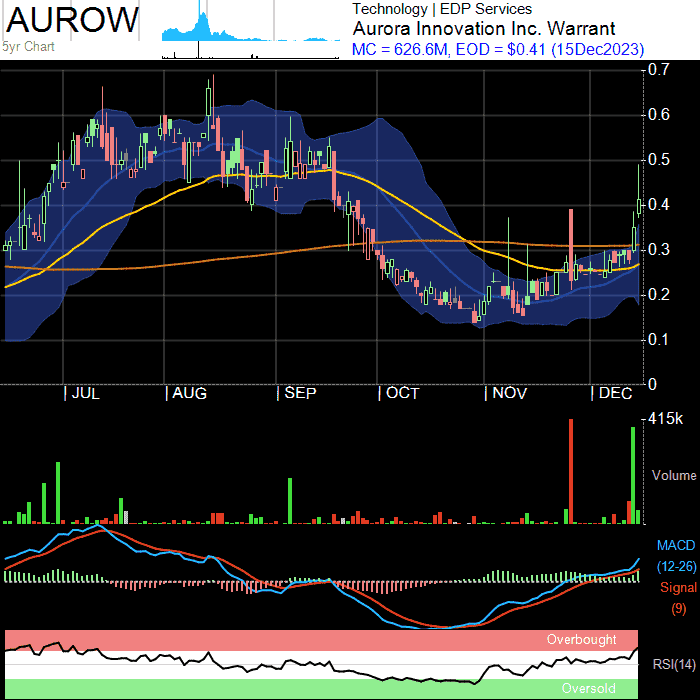 AUROW
5yr Chart
Technology | EDP Services
Aurora Innovation Inc. Warrant
MC = 626.6M, EOD = $0.41 (15Dec2023)
0.7
0.6
0.5
0.4
0.3
0.2
0.1
0
| JUL
| AUG
| SEP
| OCT
| NOV
| DEC
415k
Volume
MACD
(12-26)
Signal
(9)
Overbought
RSI(14)
Oversold